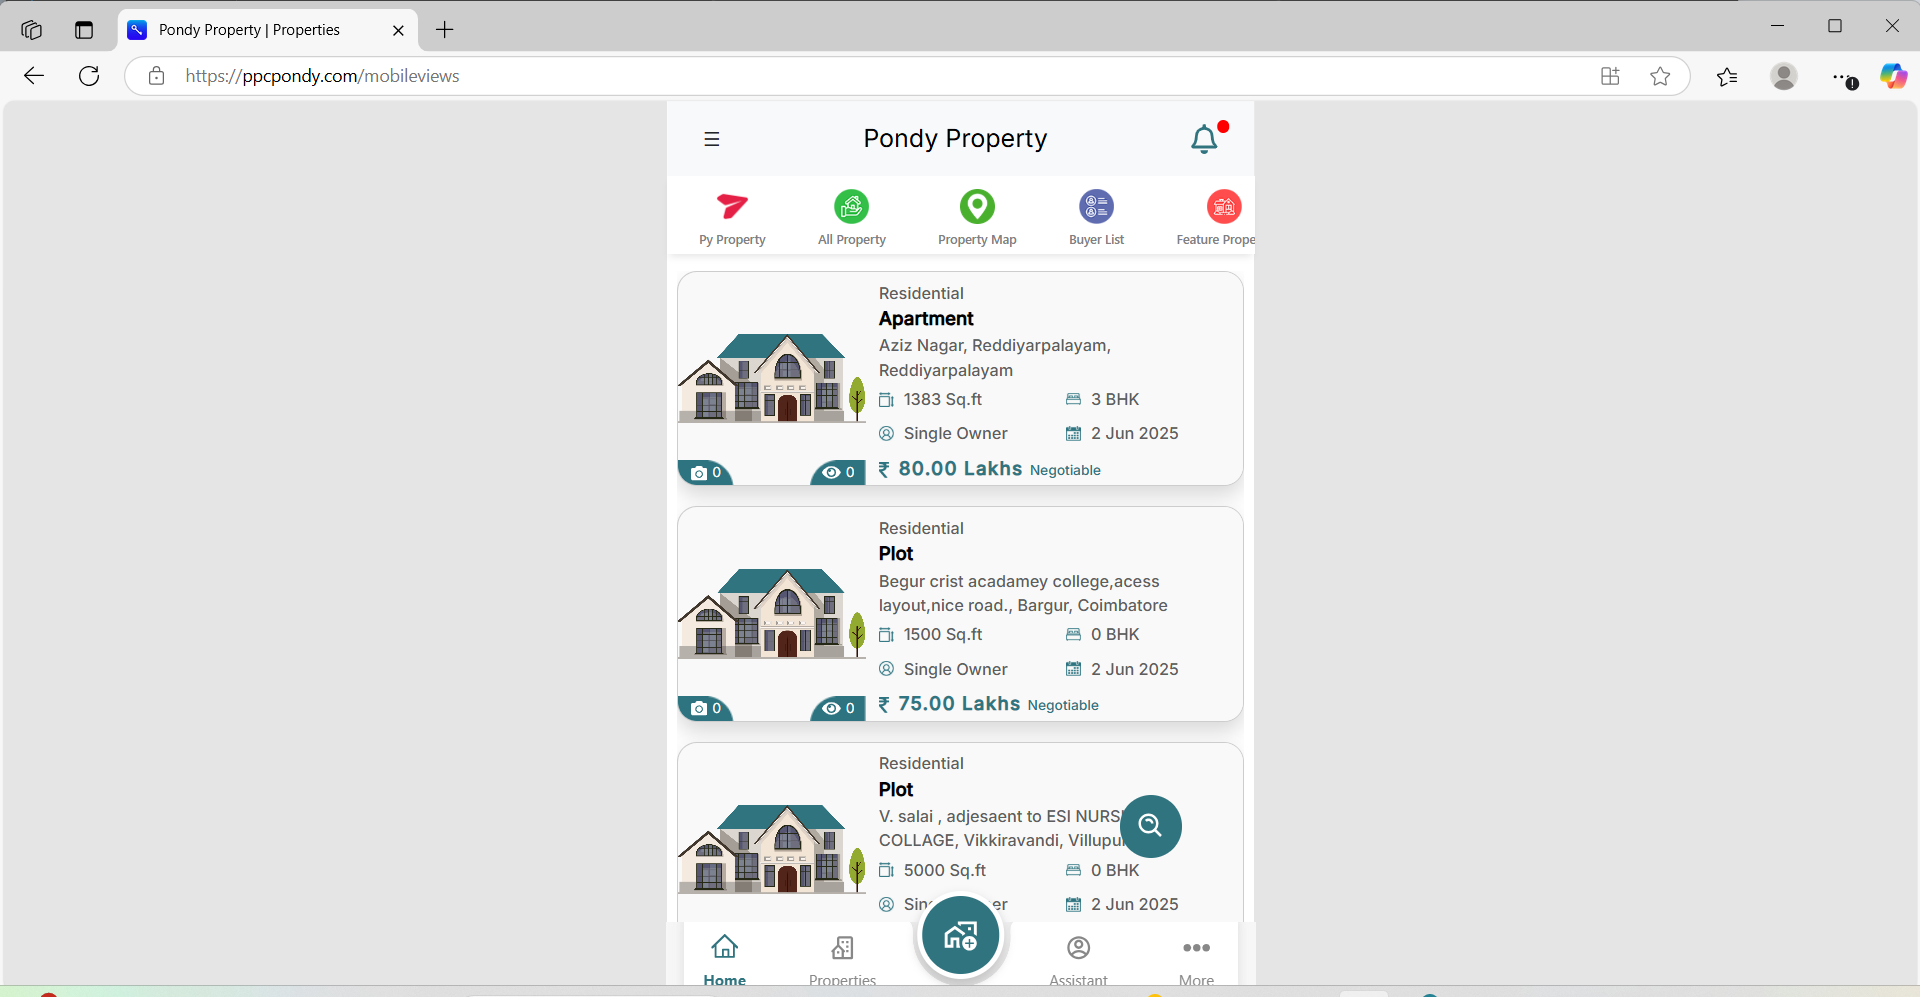 Pondy Property | Properties
https://ppcpondy.com/mobileviews
Pondy Property
Py Property
All Property
Property Map
Buyer List
Feature Prope
Residential
Apartment
Aziz Nagar, Reddiyarpalayam,
Reddiyarpalayam
1383 Sq.ft
3 BHK
Single Owner
2 Jun 2025
0
0
₹ 80.00 Lakhs Negotiable
Residential
Plot
Begur crist acadamey college,acess
layout,nice road., Bargur, Coimbatore
1500 Sq.ft
0 BHK
Single Owner
2 Jun 2025
0
0
₹ 75.00 Lakhs Negotiable
Residential
Plot
V. salai , adjesaent to ESI NURS
COLLAGE, Vikkiravandi, Villupu
5000 Sq.ft
0 BHK
Sin er
2 Jun 2025
Home
Properties
Assistant
More